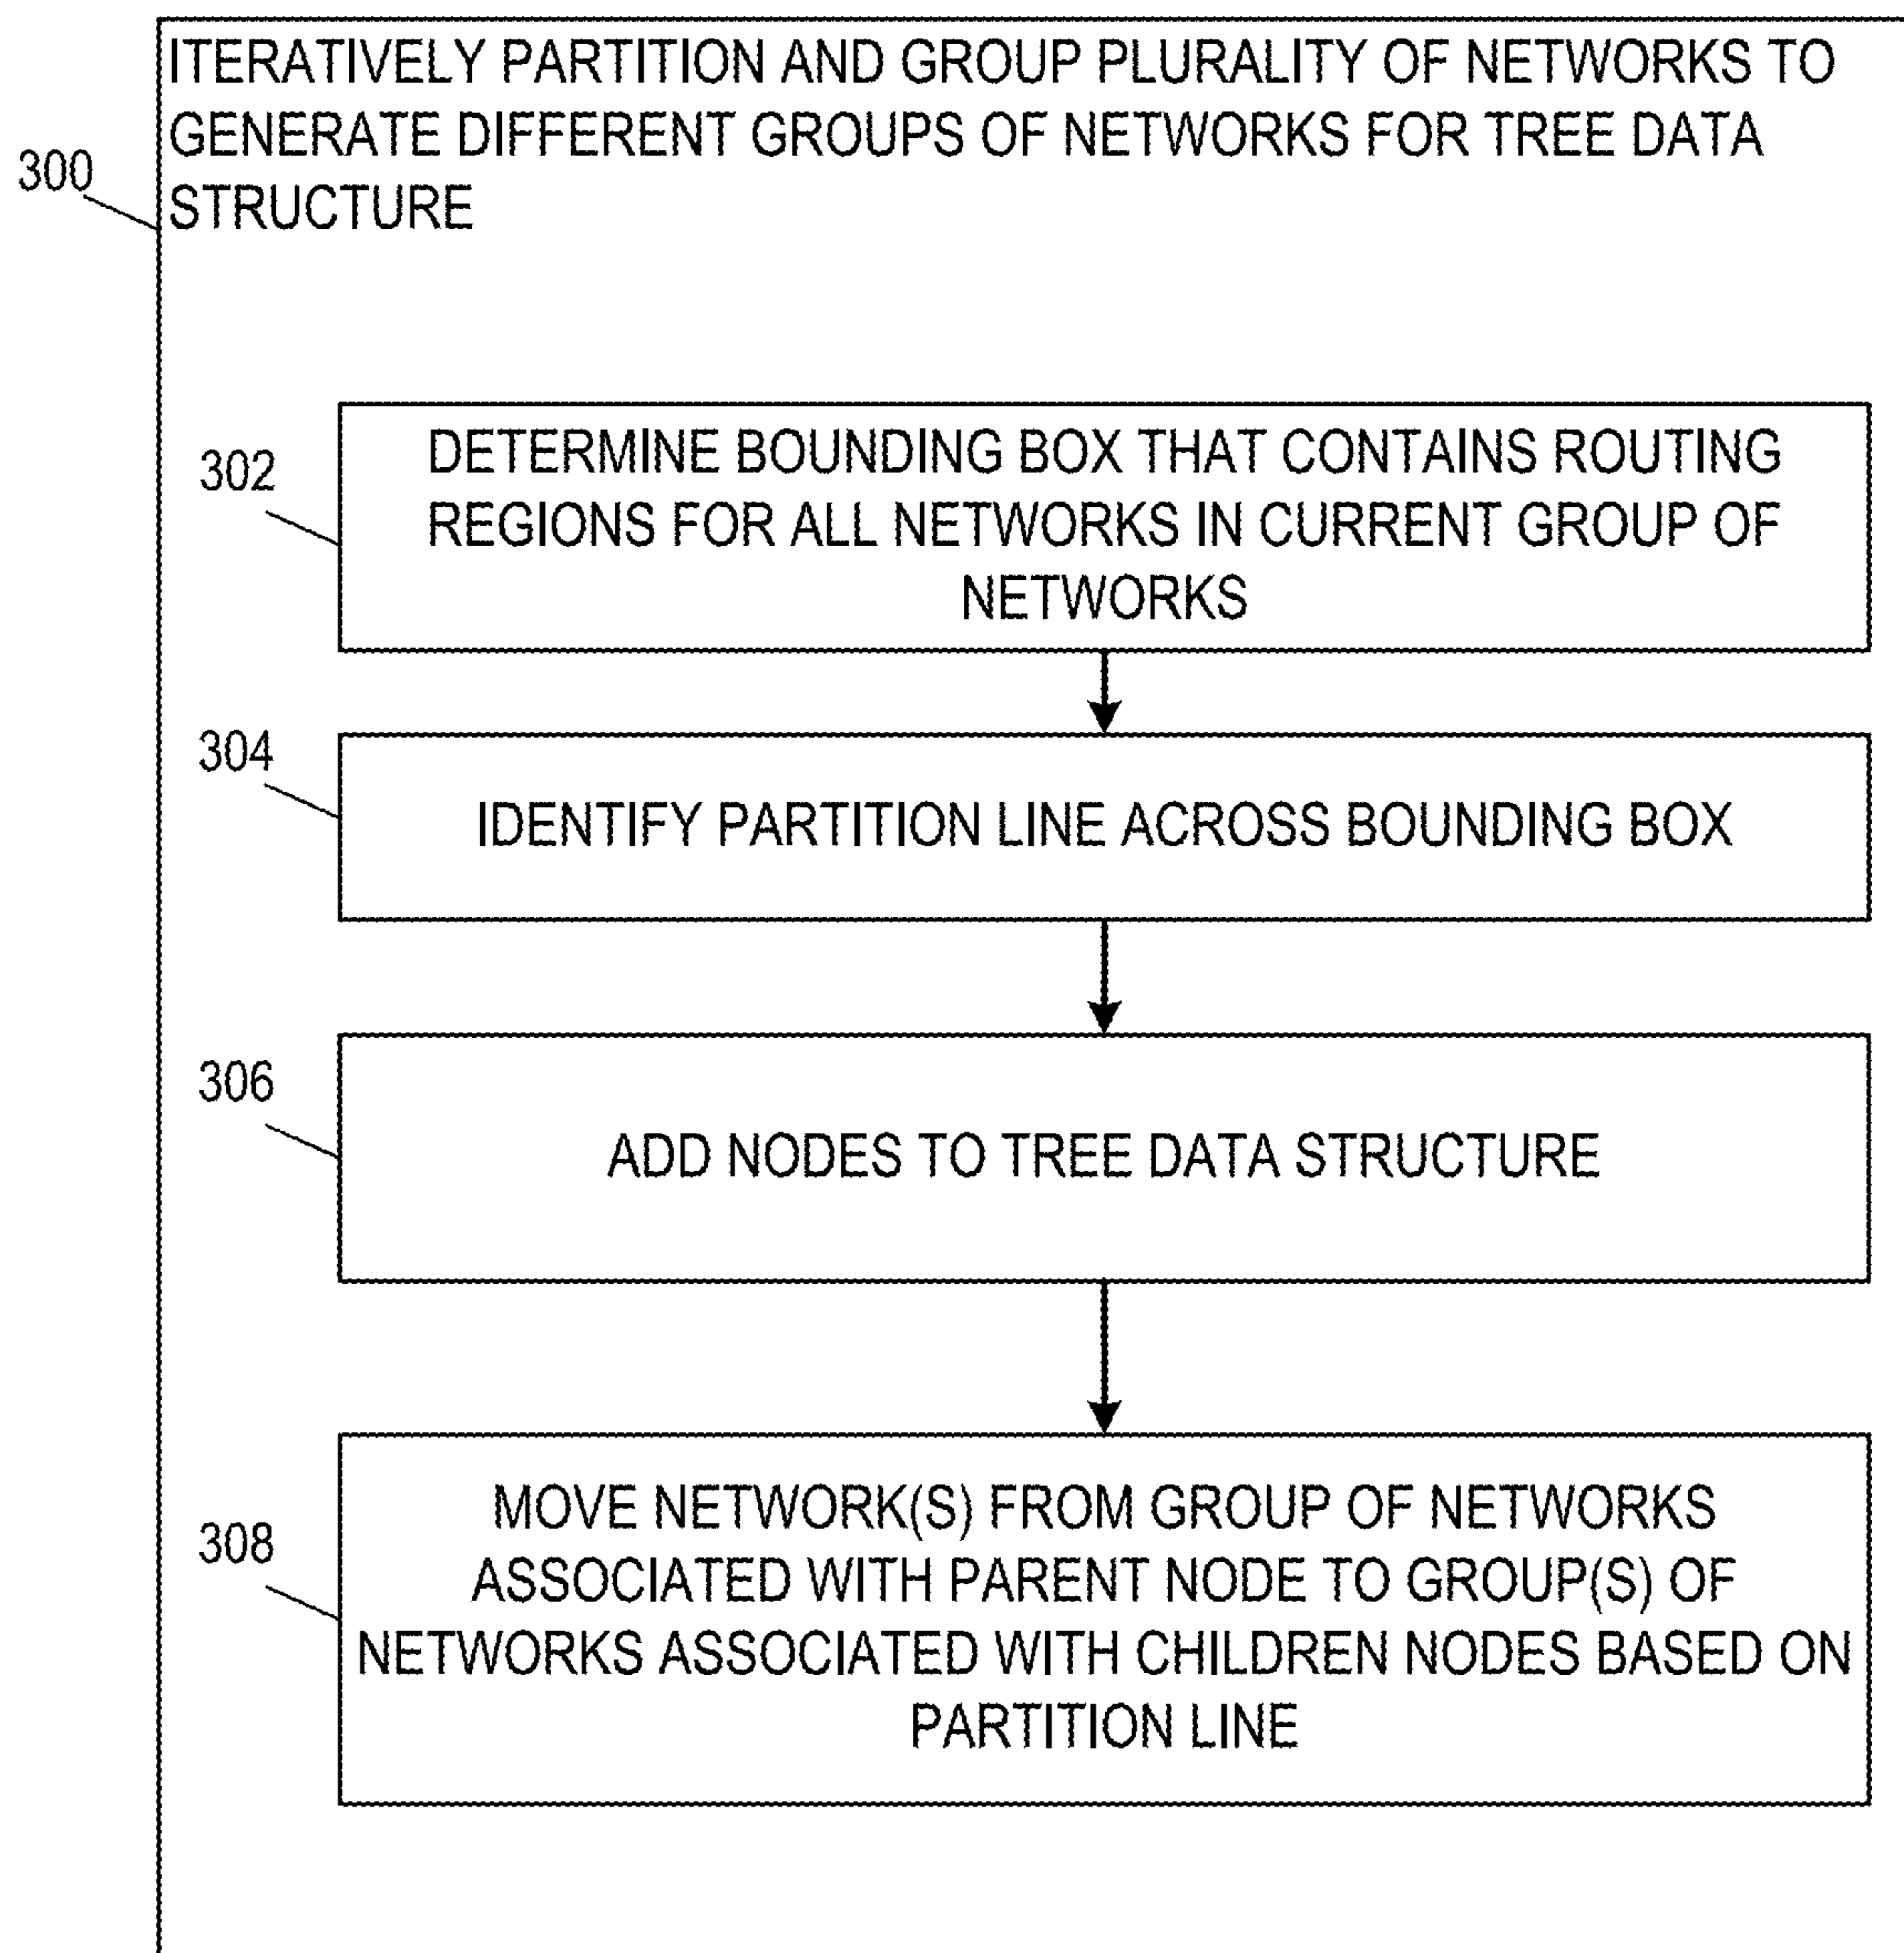 ITERATIVELY PARTITION AND GROUP PLURALITY OF NETWORKS TO
GENERATE DIFFERENT GROUPS OF NETWORKS FOR TREE DATA
STRUCTURE
300
302
DETERMINE BOUNDING BOX THAT CONTAINS ROUTING
REGIONS FOR ALL NETWORKS IN CURRENT GROUP OF
NETWORKS
304
IDENTIFY PARTITION LINE ACROSS BOUNDING BOX
306
ADD NODES TO TREE DATA STRUCTURE
308
MOVE NETWORK(S) FROM GROUP OF NETWORKS
ASSOCIATED WITH PARENT NODE TO GROUP(S) OF
NETWORKS ASSOCIATED WITH CHILDREN NODES BASED ON
PARTITION LINE